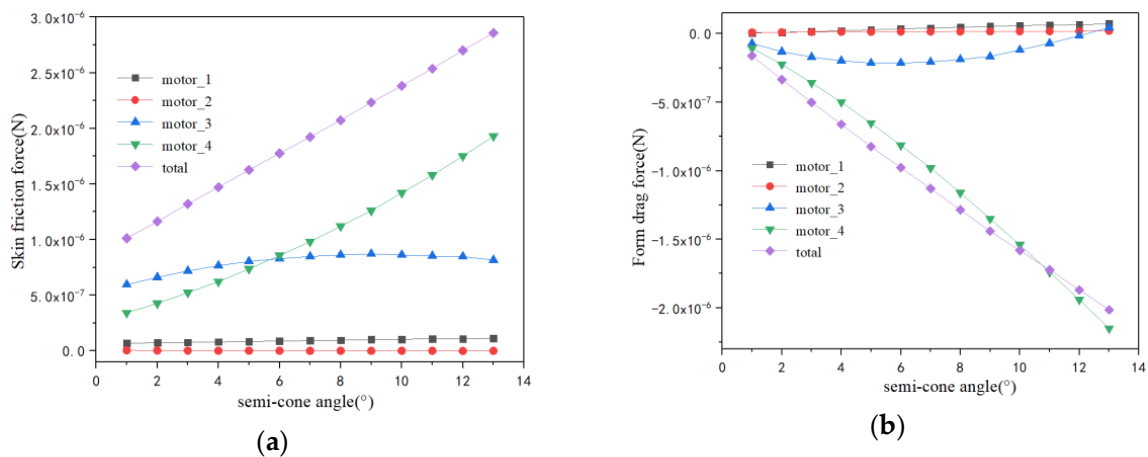 3.0x10⁻⁶
2.5x10⁻⁶
2.0x10⁻⁶
1.5x10⁻⁶
1.0x10⁻⁶
5.0x10⁻⁷
0.0
Skin friction force(N)
motor_1
motor_2
motor_3
motor_4
total
0 2 4 6 8 10 12 14
semi-cone angle(°)
(a)
0.0
−5.0x10⁻⁷
−1.0x10⁻⁶
−1.5x10⁻⁶
−2.0x10⁻⁶
Form drag force(N)
motor_1
motor_2
motor_3
motor_4
total
0 2 4 6 8 10 12 14
semi-cone angle(°)
(b)